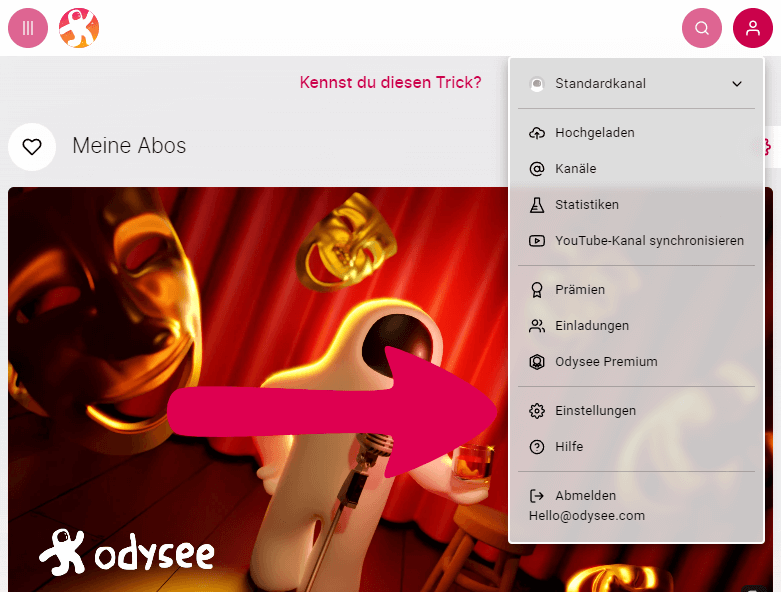 Kennst du diesen Trick?
Standardkanal
Meine Abos
Hochgeladen
Kanäle
Statistiken
YouTube-Kanal synchronisieren
Prämien
Einladungen
Odysee Premium
Einstellungen
Hilfe
Abmelden
Hello@odysee.com
odysee